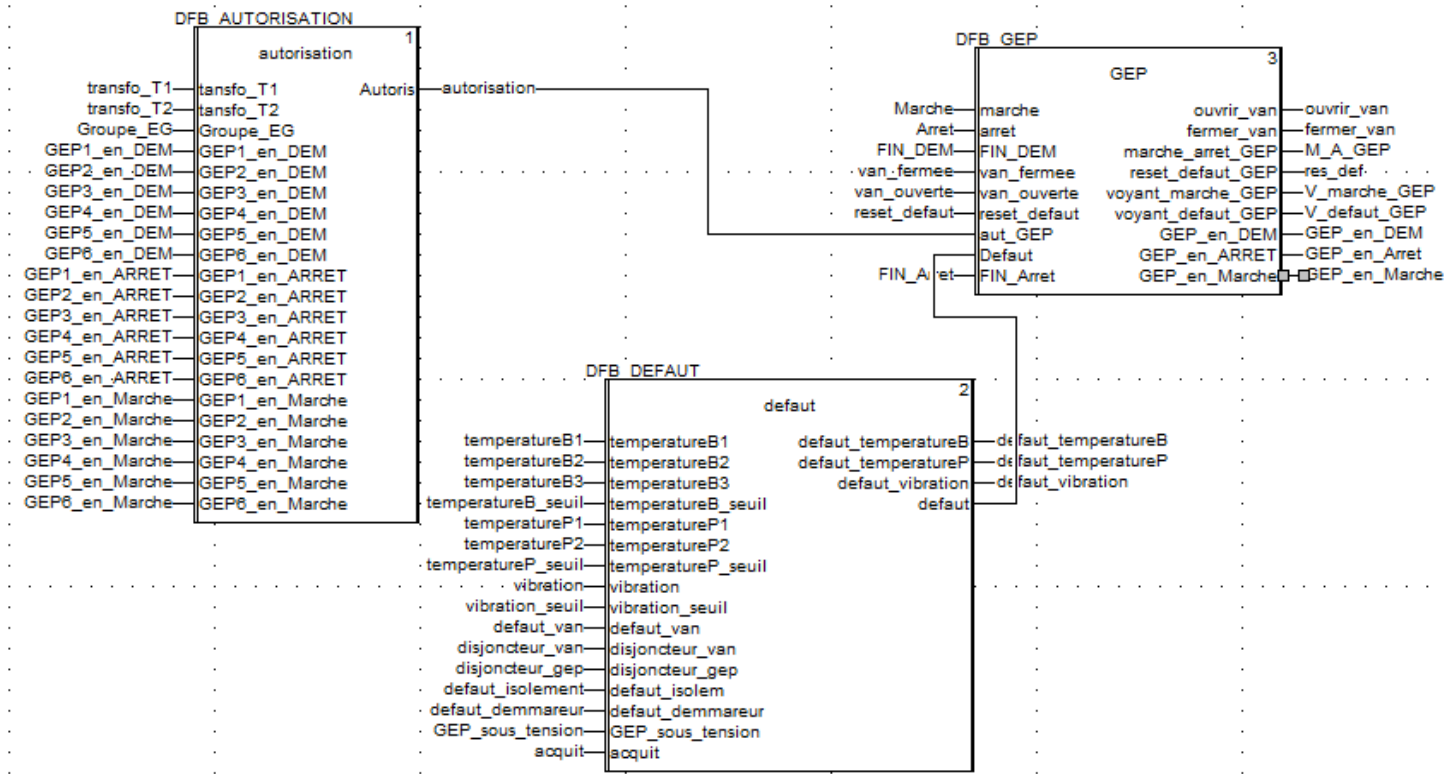 DFB_AUTORISATION
1
autorisation
transfo_T1 tansfo_T1 Autoris autorisation
transfo_T2 tansfo_T2
Groupe_EG Groupe_EG
GEP1_en_DEM GEP1_en_DEM
GEP2_en_DEM GEP2_en_DEM
GEP3_en_DEM GEP3_en_DEM
GEP4_en_DEM GEP4_en_DEM
GEP5_en_DEM GEP5_en_DEM
GEP6_en_DEM GEP6_en_DEM
GEP1_en_ARRET GEP1_en_ARRET
GEP2_en_ARRET GEP2_en_ARRET
GEP3_en_ARRET GEP3_en_ARRET
GEP4_en_ARRET GEP4_en_ARRET
GEP5_en_ARRET GEP5_en_ARRET
GEP6_en_ARRET GEP6_en_ARRET
GEP1_en_Marche GEP1_en_Marche
GEP2_en_Marche GEP2_en_Marche
GEP3_en_Marche GEP3_en_Marche
GEP4_en_Marche GEP4_en_Marche
GEP5_en_Marche GEP5_en_Marche
GEP6_en_Marche GEP6_en_Marche
DFB_GEP
3
GEP
Marche marche ouvrir_van ouvrir_van
Arret arret fermer_van fermer_van
FIN_DEM FIN_DEM marche_arret_GEP M_A_GEP
van_fermee van_fermee reset_defaut_GEP res_def
van_ouverte van_ouverte voyant_marche_GEP V_marche_GEP
reset_defaut reset_defaut voyant_defaut_GEP V_defaut_GEP
aut_GEP GEP_en_DEM GEP_en_DEM
Defaut GEP_en_ARRET GEP_en_Arret
FIN_Arret FIN_Arret GEP_en_Marche GEP_en_Marche
DFB_DEFAUT
2
defaut
temperatureB1 temperatureB1 defaut_temperatureB defaut_temperatureB
temperatureB2 temperatureB2 defaut_temperatureP defaut_temperatureP
temperatureB3 temperatureB3 defaut_vibration defaut_vibration
temperatureB_seuil temperatureB_seuil defaut
temperatureP1 temperatureP1
temperatureP2 temperatureP2
temperatureP_seuil temperatureP_seuil
vibration vibration
vibration_seuil vibration_seuil
defaut_van defaut_van
disjoncteur_van disjoncteur_van
disjoncteur_gep disjoncteur_gep
defaut_isolement defaut_isolem
defaut_demmareur defaut_demmareur
GEP_sous_tension GEP_sous_tension
acquit acquit